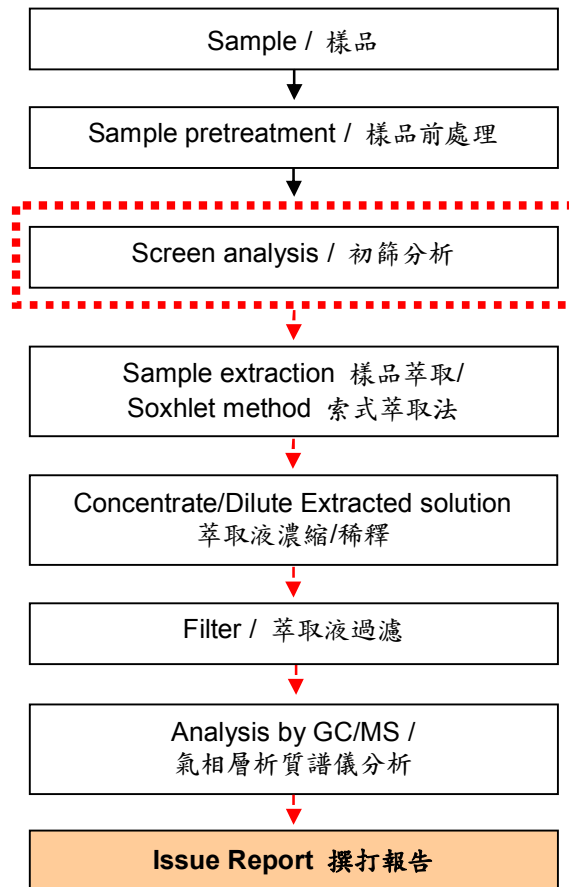 Sample / 樣品
Sample pretreatment / 樣品前處理
Screen analysis / 初篩分析
Sample extraction 樣品萃取/
Soxhlet method 索式萃取法
Concentrate/Dilute Extracted solution
萃取液濃縮/稀釋
Filter / 萃取液過濾
Analysis by GC/MS /
氣相層析質譜儀分析
Issue Report 撰打報告